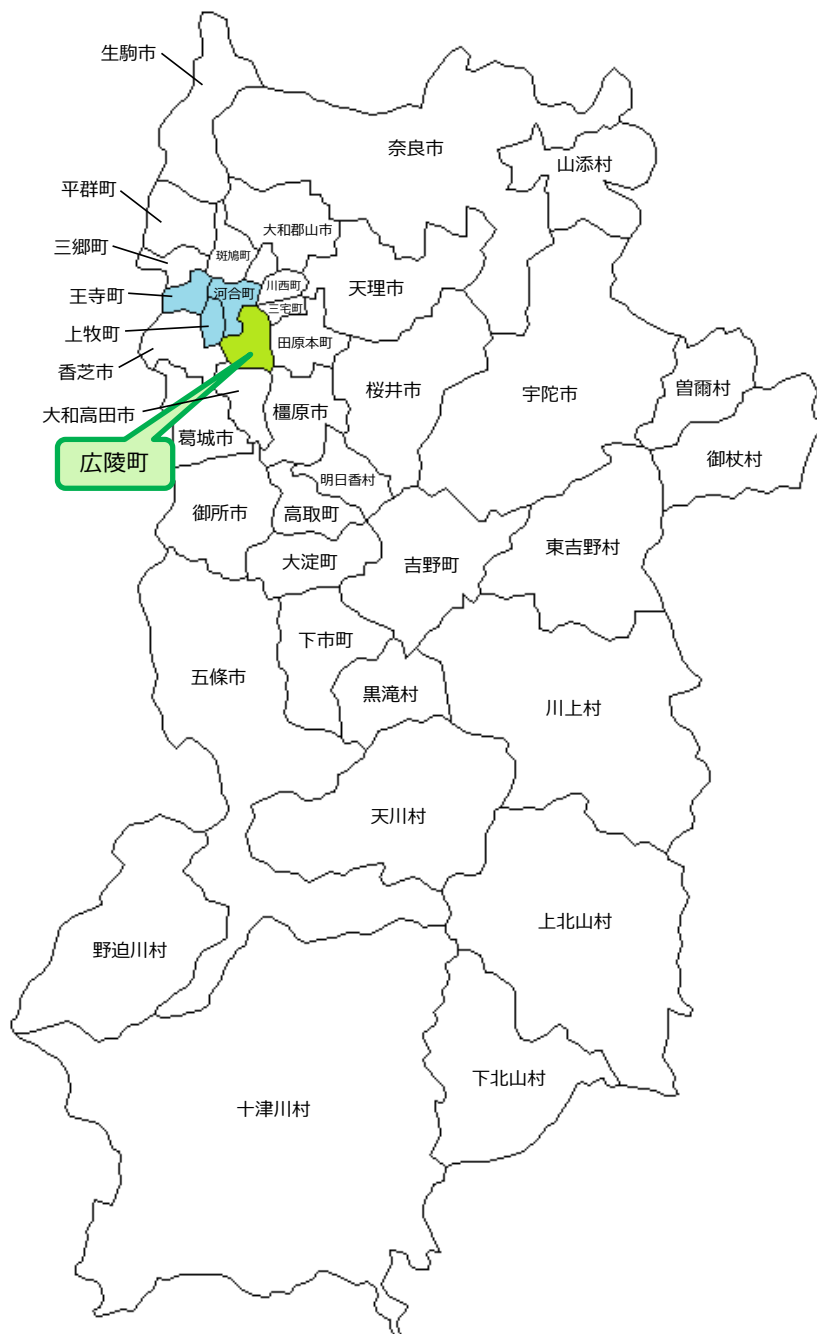 生駒市
奈良市
山添村
平群町
大和郡山市
三郷町
斑鳩町
天理市
川西町
王寺町
河合町
三宅町
上牧町
田原本町
香芝市
桜井市
宇陀市
曽爾村
大和高田市
橿原市
葛城市
御杖村
広陵町
明日香村
御所市
高取町
東吉野村
大淀町
吉野町
下市町
五條市
黒滝村
川上村
天川村
上北山村
野迫川村
下北山村
十津川村